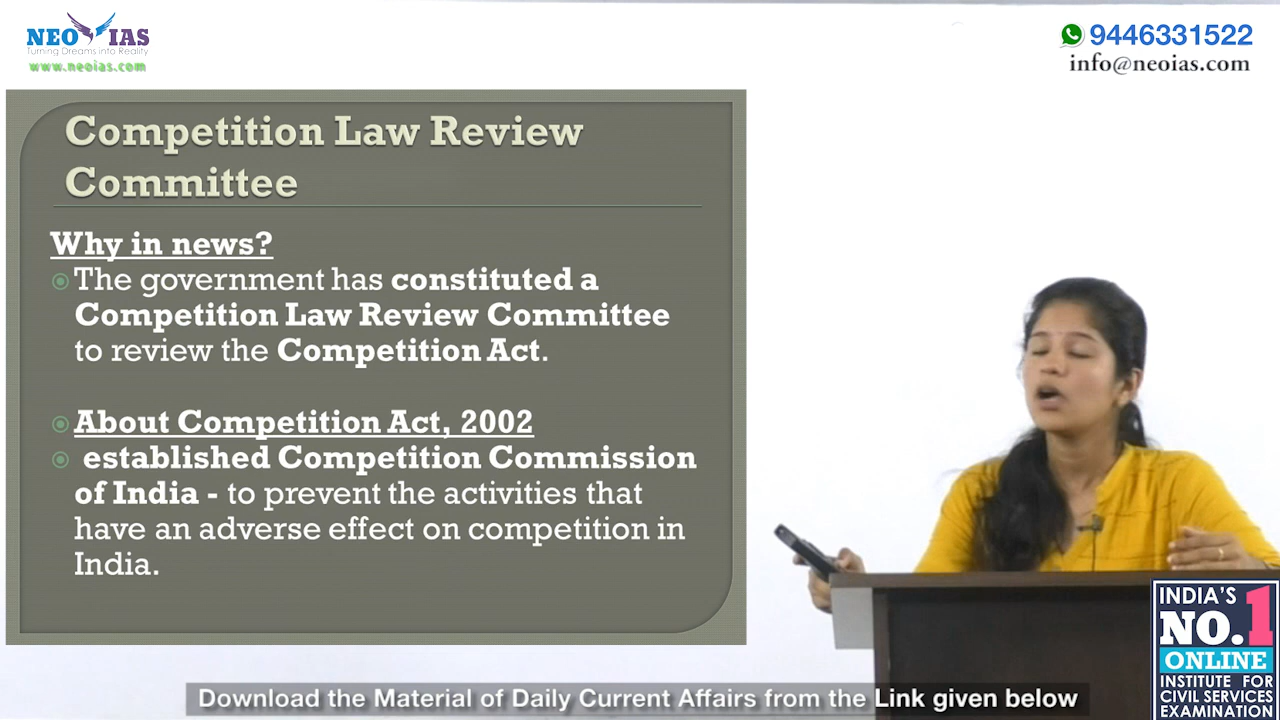 NEO IAS
Turning Dreams into Reality
www.neoias.com
9446331522
info@neoias.com
Competition Law Review
Committee
Why in news?
The government has constituted a
Competition Law Review Committee
to review the Competition Act.
About Competition Act, 2002
established Competition Commission
of India - to prevent the activities that
have an adverse effect on competition in
India.
INDIA'S
NO.1
ONLINE
INSTITUTE FOR
CIVIL SERVICES
EXAMINATION
Download the Material of Daily Current Affairs from the Link given below